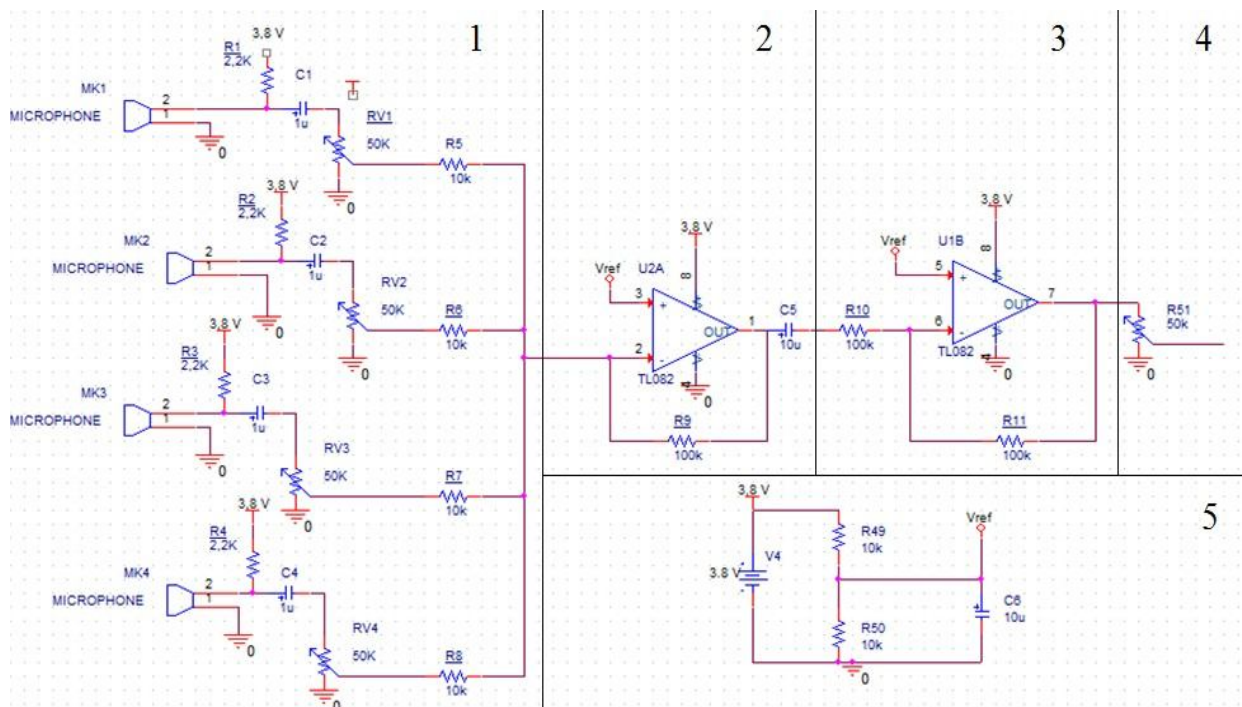 1
2
3
4
3,8 V
R1
2,2K
C1
1u
MK1
MICROPHONE
2
1
0
RV1
50K
0
R5
10k
3,8 V
R2
2,2K
C2
1u
MK2
MICROPHONE
2
1
0
RV2
50K
0
R6
10k
3,8 V
R3
2,2K
C3
1u
MK3
MICROPHONE
2
1
0
RV3
50K
0
R7
10k
3,8 V
R4
2,2K
C4
1u
MK4
MICROPHONE
2
1
0
RV4
50K
0
R8
10k
3,8 V
Vref
U2A
8
3
+
OUT
1
2
-
TL082
4
0
C5
10u
R9
100k
3,8 V
Vref
U1B
8
5
+
OUT
7
6
-
TL082
4
0
R10
100k
R11
100k
R51
50k
0
5
3,8 V
Vref
R49
10k
V4
3.8 V
R50
10k
C6
10u
0